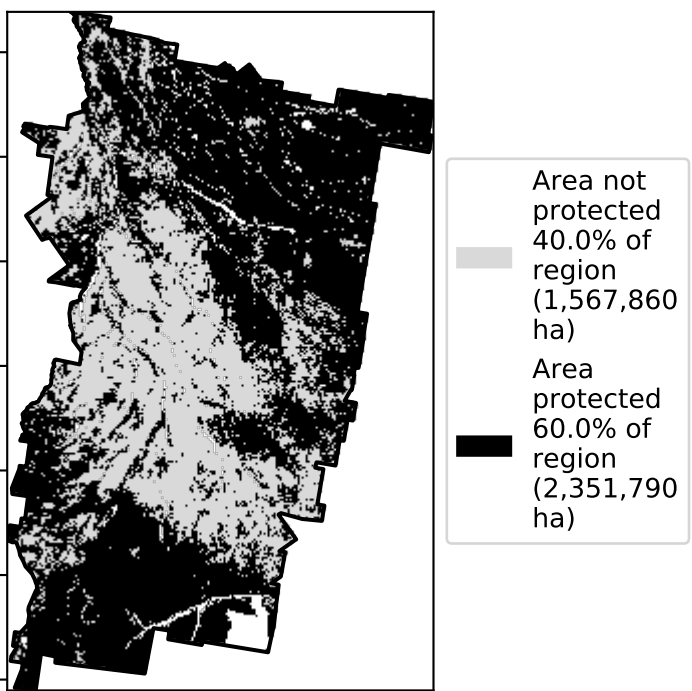 Area not
protected
40.0% of
region
(1,567,860
ha)
Area
protected
60.0% of
region
(2,351,790
ha)